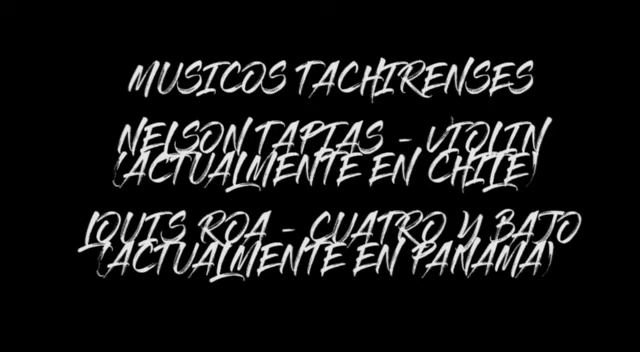 MUSICOS TACHIRENSES
NELSON TAPIAS - VIOLIN
(ACTUALMENTE EN CHILE)
LOUIS ROA - CUATRO Y BAJO
(ACTUALMENTE EN PANAMA)